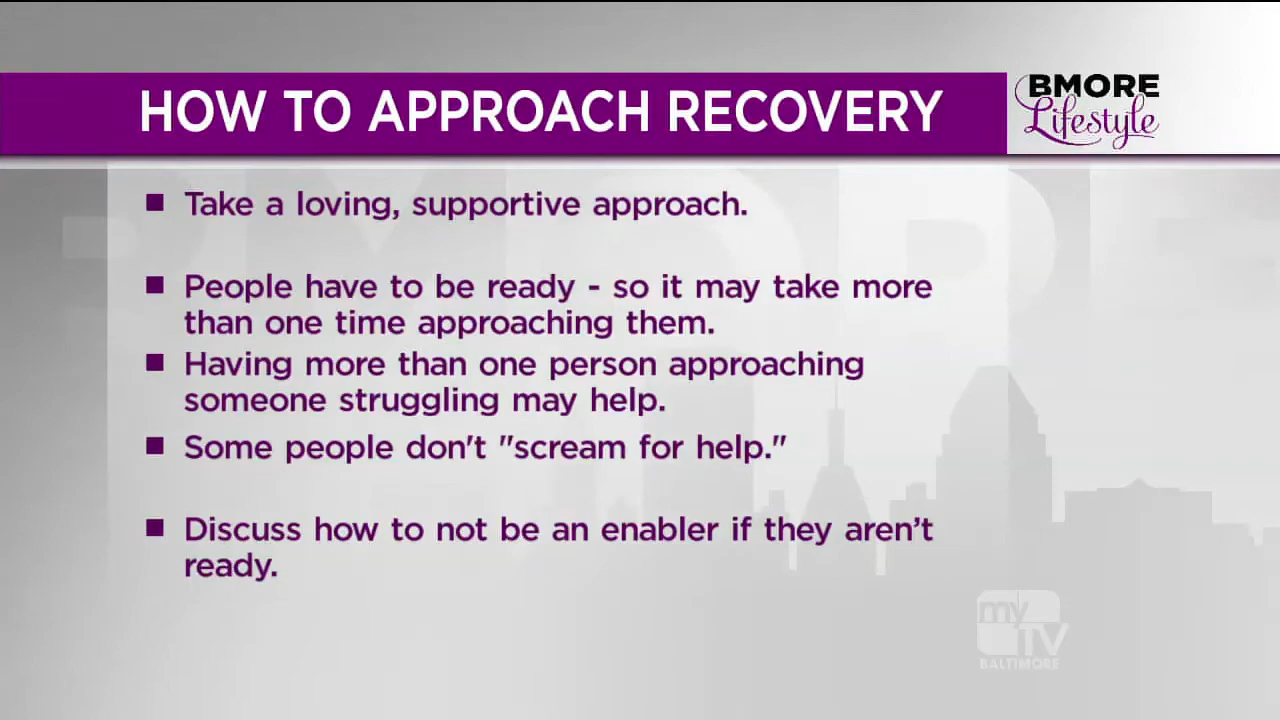 HOW TO APPROACH RECOVERY
BMORE
Lifestyle
■ Take a loving, supportive approach.
■ People have to be ready - so it may take more
than one time approaching them.
■ Having more than one person approaching
someone struggling may help.
■ Some people don't "scream for help."
■ Discuss how to not be an enabler if they aren’t
ready.
my
TV
BALTIMORE